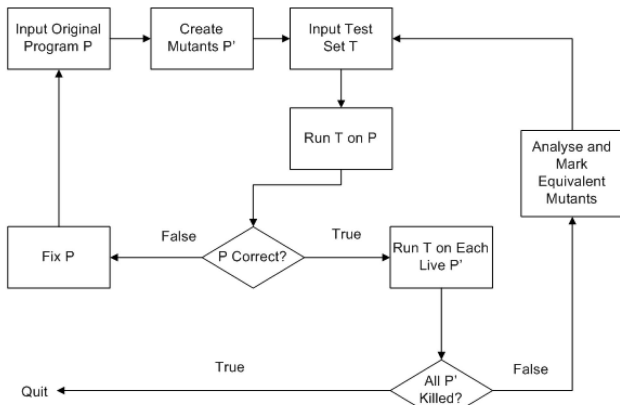 Input Original
Program P
Create
Mutants P'
Input Test
Set T
Run T on P
Analyse and
Mark
Equivalent
Mutants
False
True
Fix P
P Correct?
Run T on Each
Live P'
True
False
Quit
All P'
Killed?